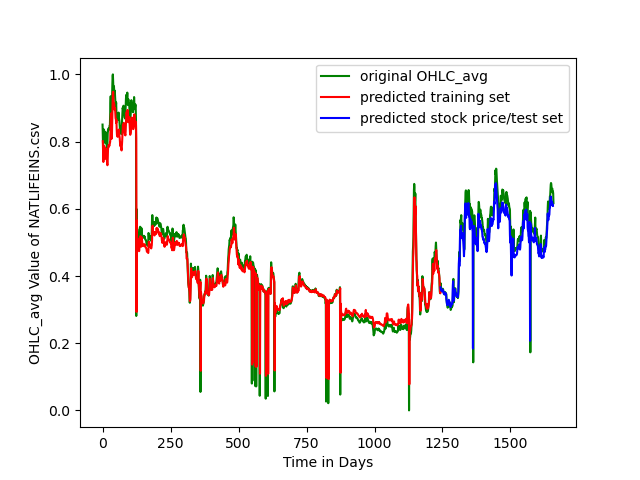 original OHLC_avg
predicted training set
predicted stock price/test set
OHLC_avg Value of NATLIFEINS.csv
1.0
0.8
0.6
0.4
0.2
0.0
0 250 500 750 1000 1250 1500
Time in Days